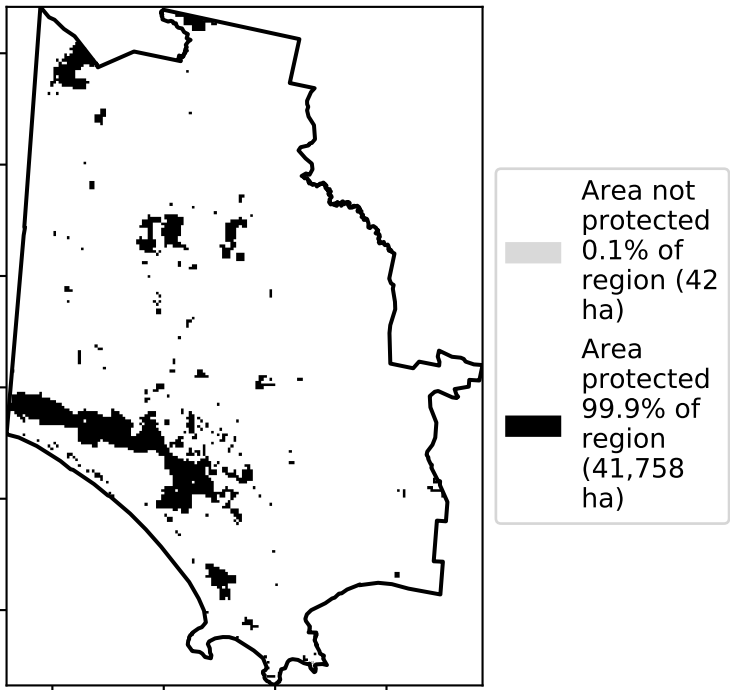 Area not
protected
0.1% of
region (42
ha)
Area
protected
99.9% of
region
(41,758
ha)